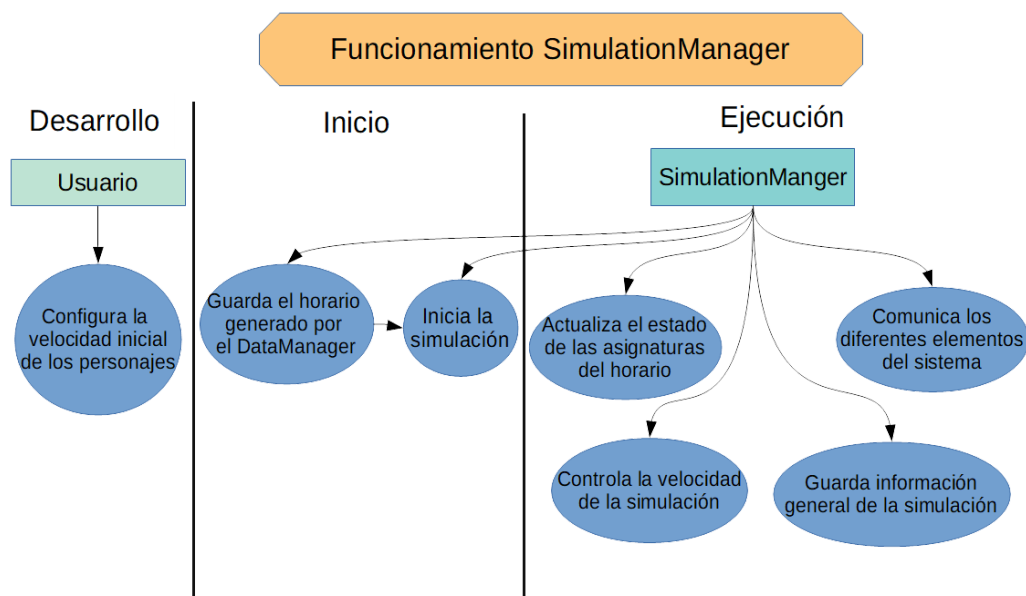 Funcionamiento SimulationManager
Desarrollo
Inicio
Ejecución
Usuario
SimulationManger
Configura la
velocidad inicial
de los personajes
Guarda el horario
generado por
el DataManager
Inicia la
simulación
Actualiza el estado
de las asignaturas
del horario
Comunica los
diferentes elementos
del sistema
Controla la velocidad
de la simulación
Guarda información
general de la simulación